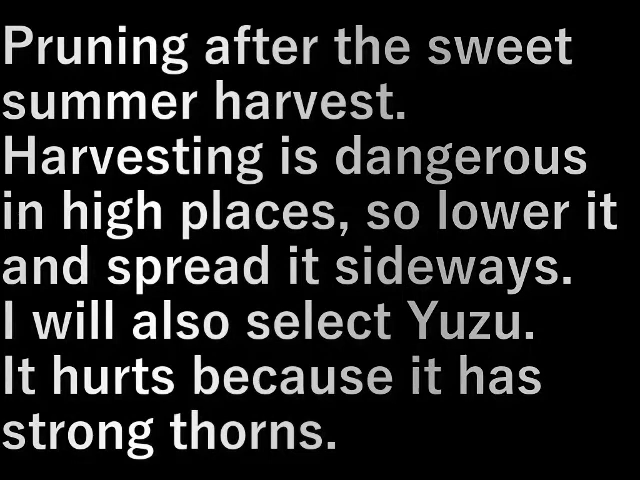 Pruning after the sweet
summer harvest.
Harvesting is dangerous
in high places, so lower it
and spread it sideways.
I will also select Yuzu.
It hurts because it has
strong thorns.